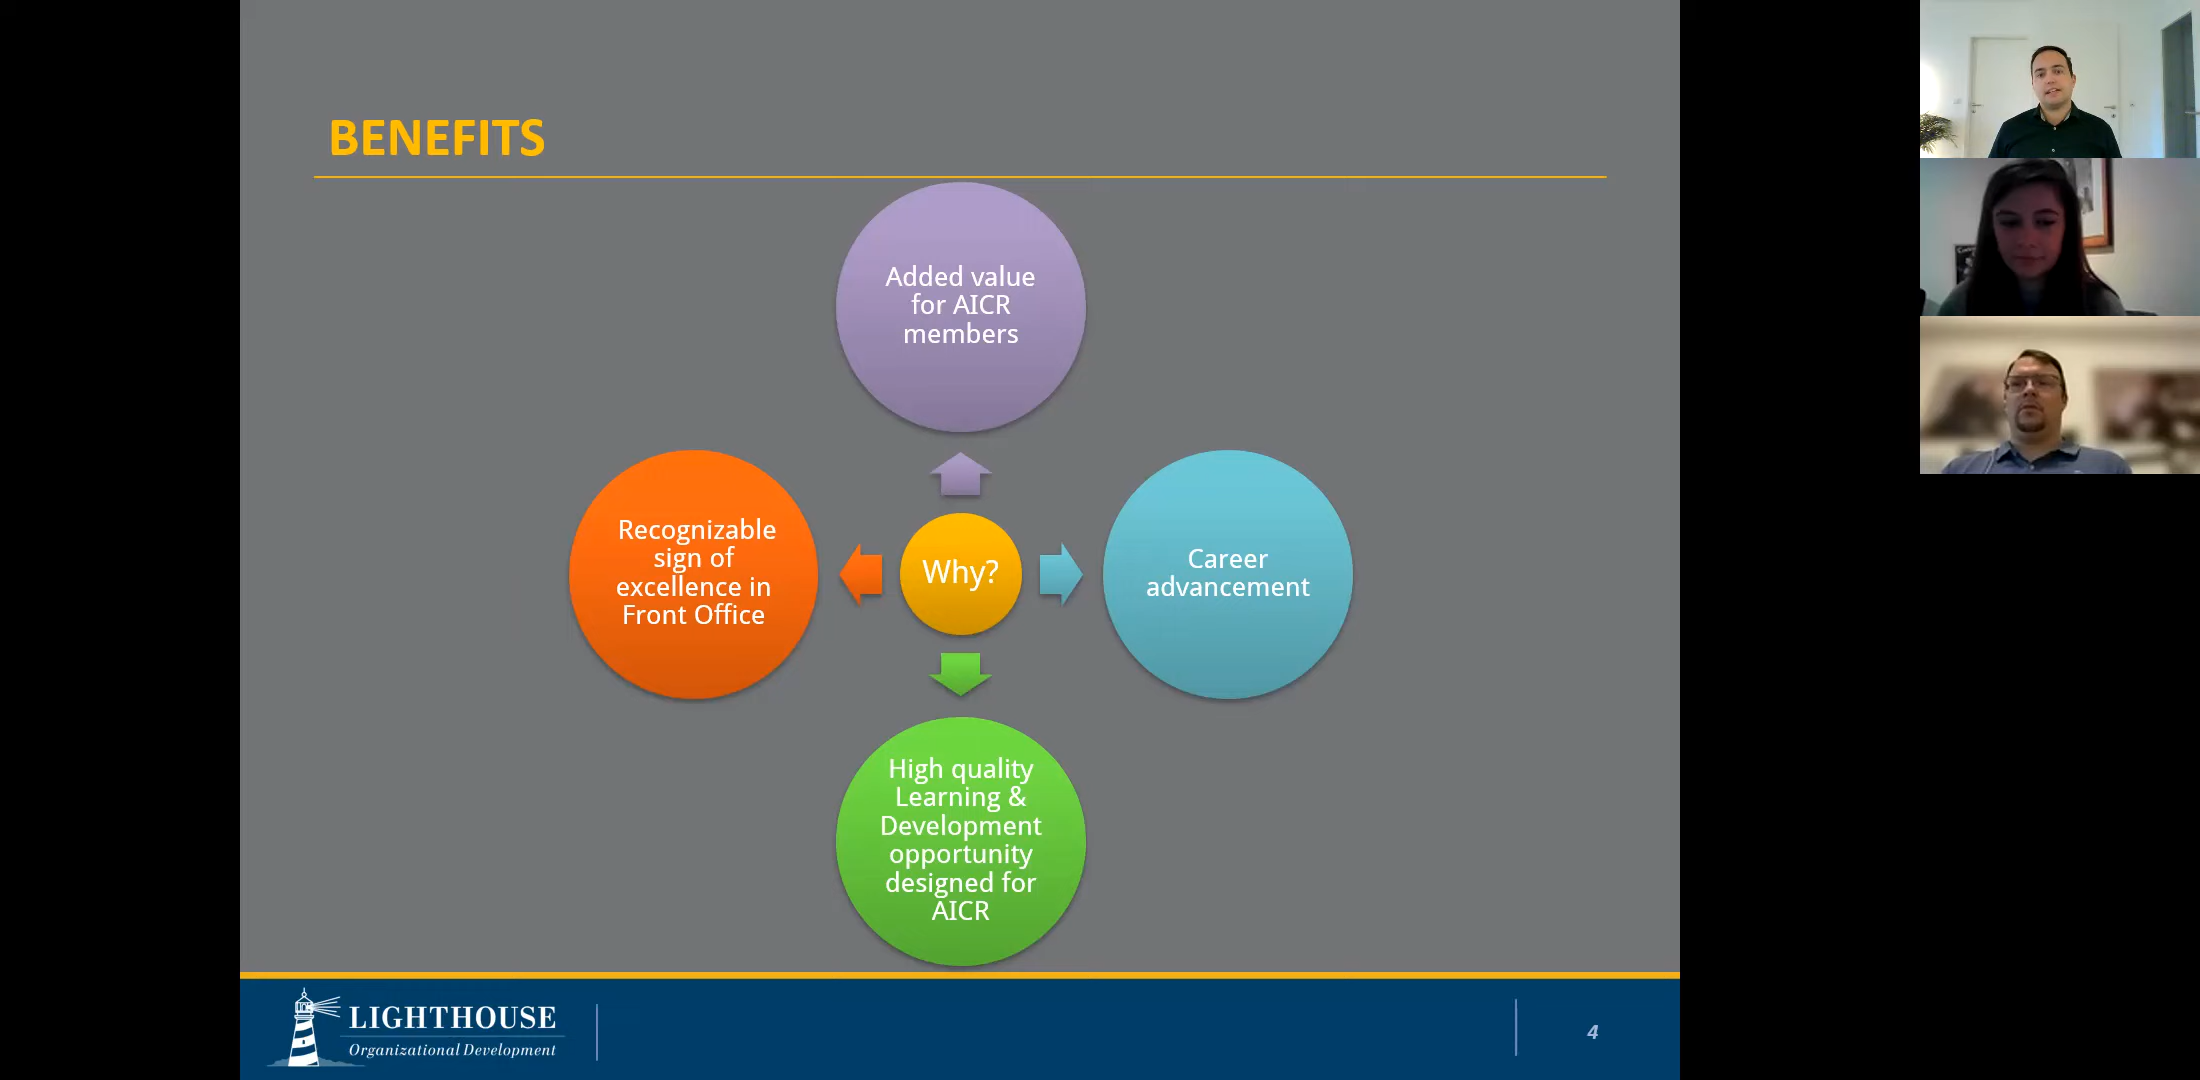 BENEFITS
Added value
for AICR
members
Recognizable
sign of
excellence in
Front Office
Why?
Career
advancement
High quality
Learning &
Development
opportunity
designed for
AICR
LIGHTHOUSE
Organizational Development
4